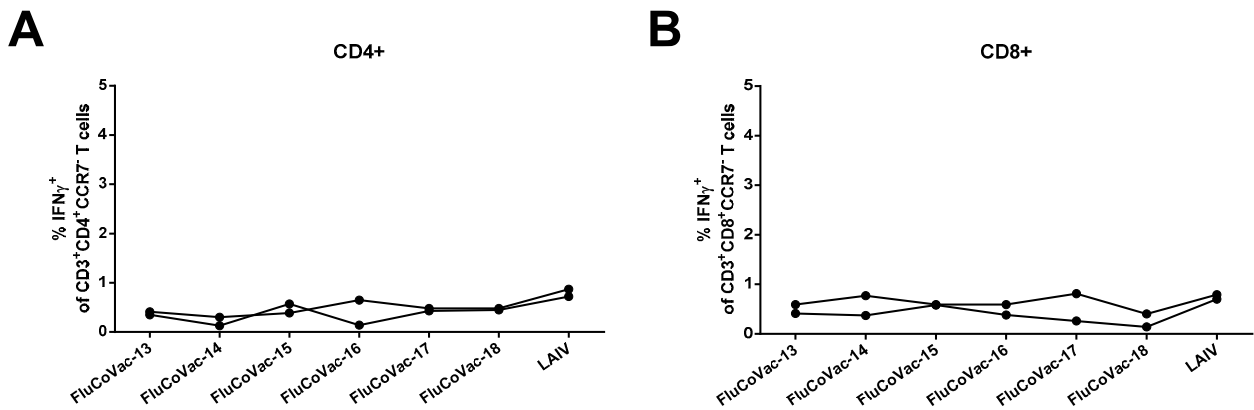 A
CD4+
% IFNγ⁺
of CD3⁺CD4⁺CCR7⁻ T cells
5
4
3
2
1
0
FluCoVac-13
FluCoVac-14
FluCoVac-15
FluCoVac-16
FluCoVac-17
FluCoVac-18
LAIV
B
CD8+
% IFNγ⁺
of CD3⁺CD8⁺CCR7⁻ T cells
5
4
3
2
1
0
FluCoVac-13
FluCoVac-14
FluCoVac-15
FluCoVac-16
FluCoVac-17
FluCoVac-18
LAIV